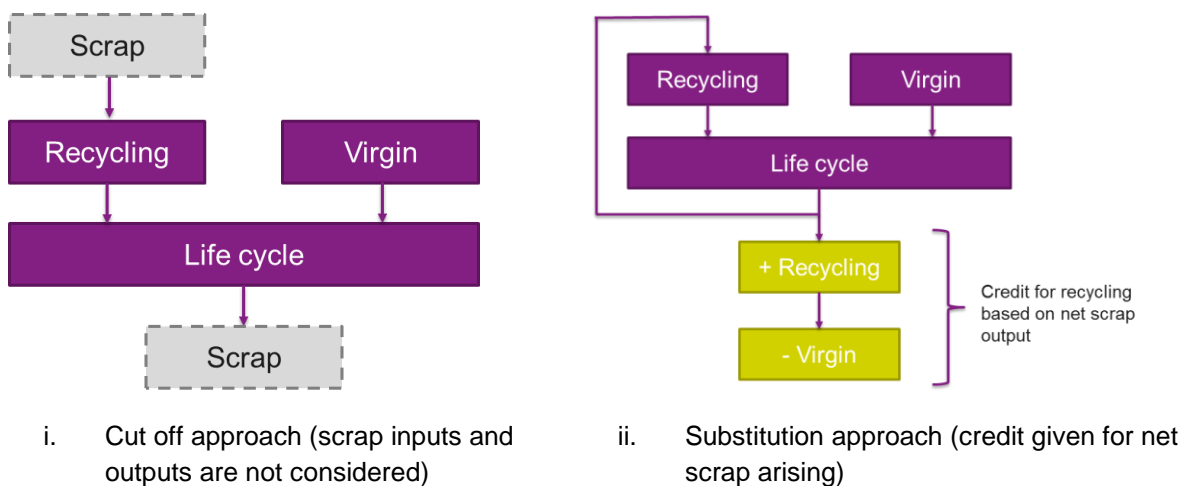 Scrap
Recycling
Virgin
Life cycle
Scrap
i. Cut off approach (scrap inputs and
outputs are not considered)
Recycling
Virgin
Life cycle
+ Recycling
- Virgin
Credit for recycling
based on net scrap
output
ii. Substitution approach (credit given for net
scrap arising)